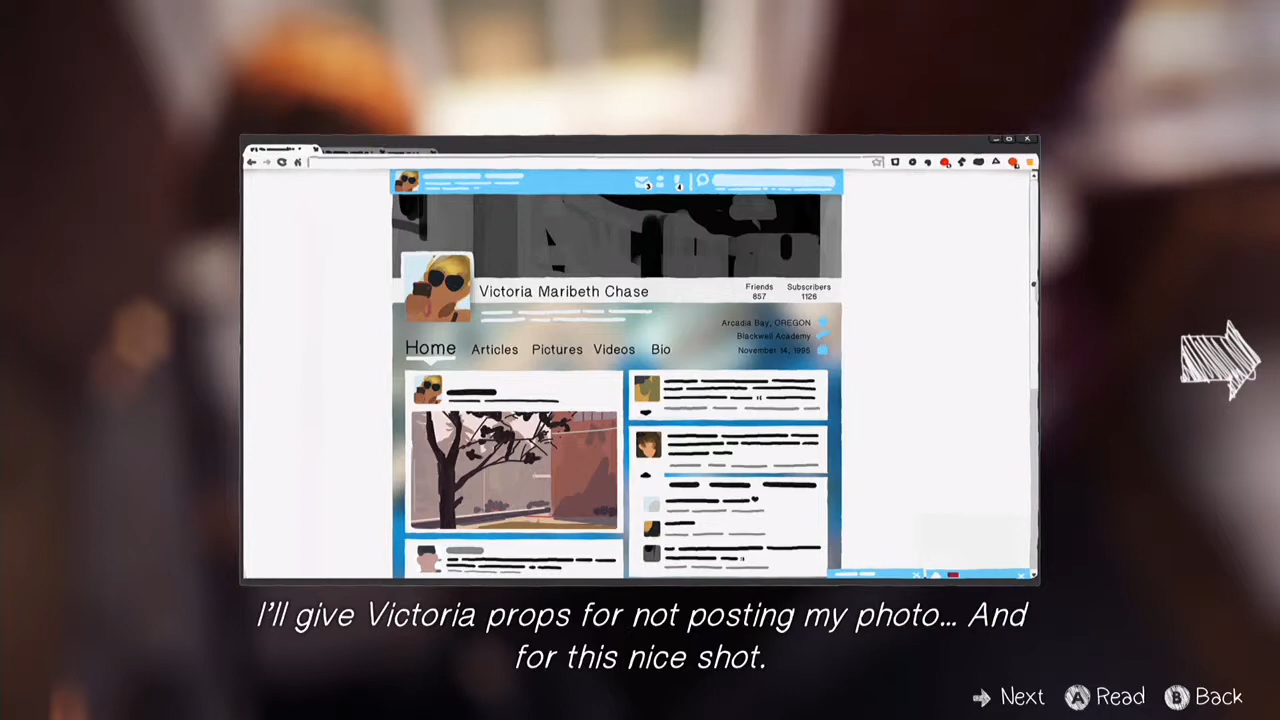 Victoria Maribeth Chase
Friends
857
Subscribers
1126
Arcadia Bay, OREGON
Blackwell Academy
November 14, 1995
Home Articles Pictures Videos Bio
I'll give Victoria props for not posting my photo... And
for this nice shot.
Next A Read B Back